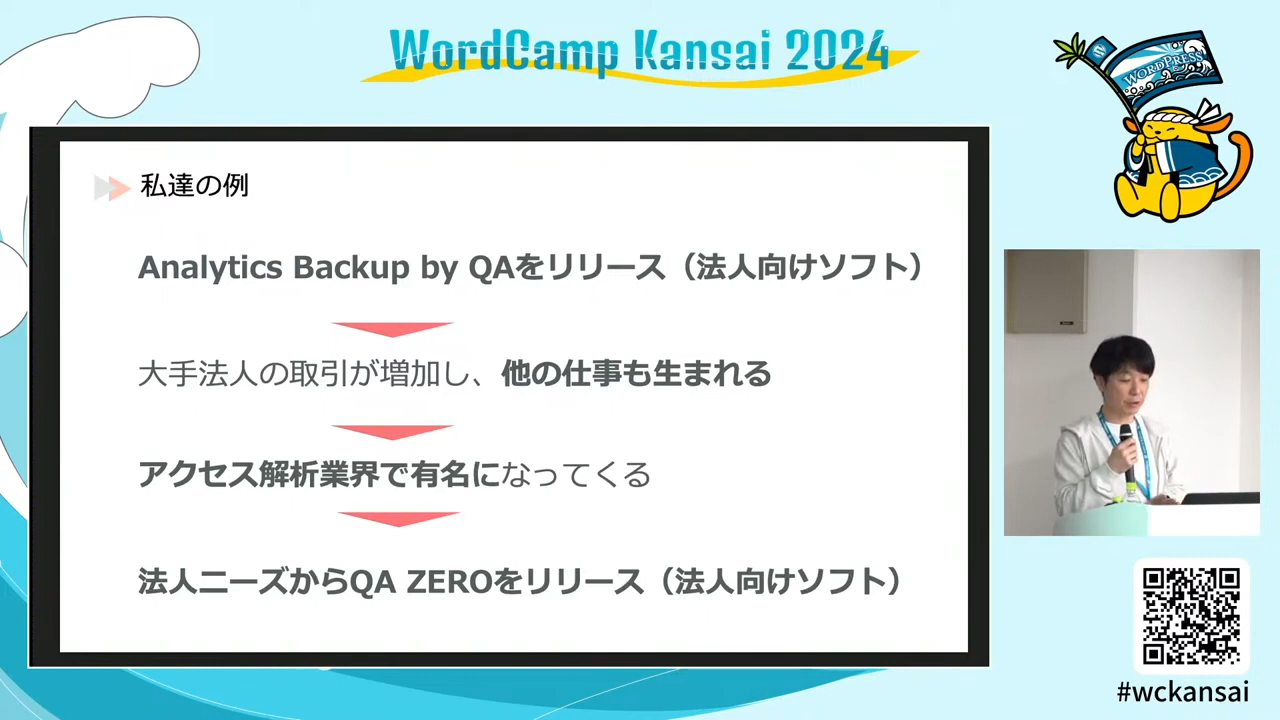 WordCamp Kansai 2024
WORDPRESS
私達の例
Analytics Backup by QAをリリース（法人向けソフト）
大手法人の取引が増加し、他の仕事も生まれる
アクセス解析業界で有名になってくる
法人ニーズからQA ZEROをリリース（法人向けソフト）
#wckansai